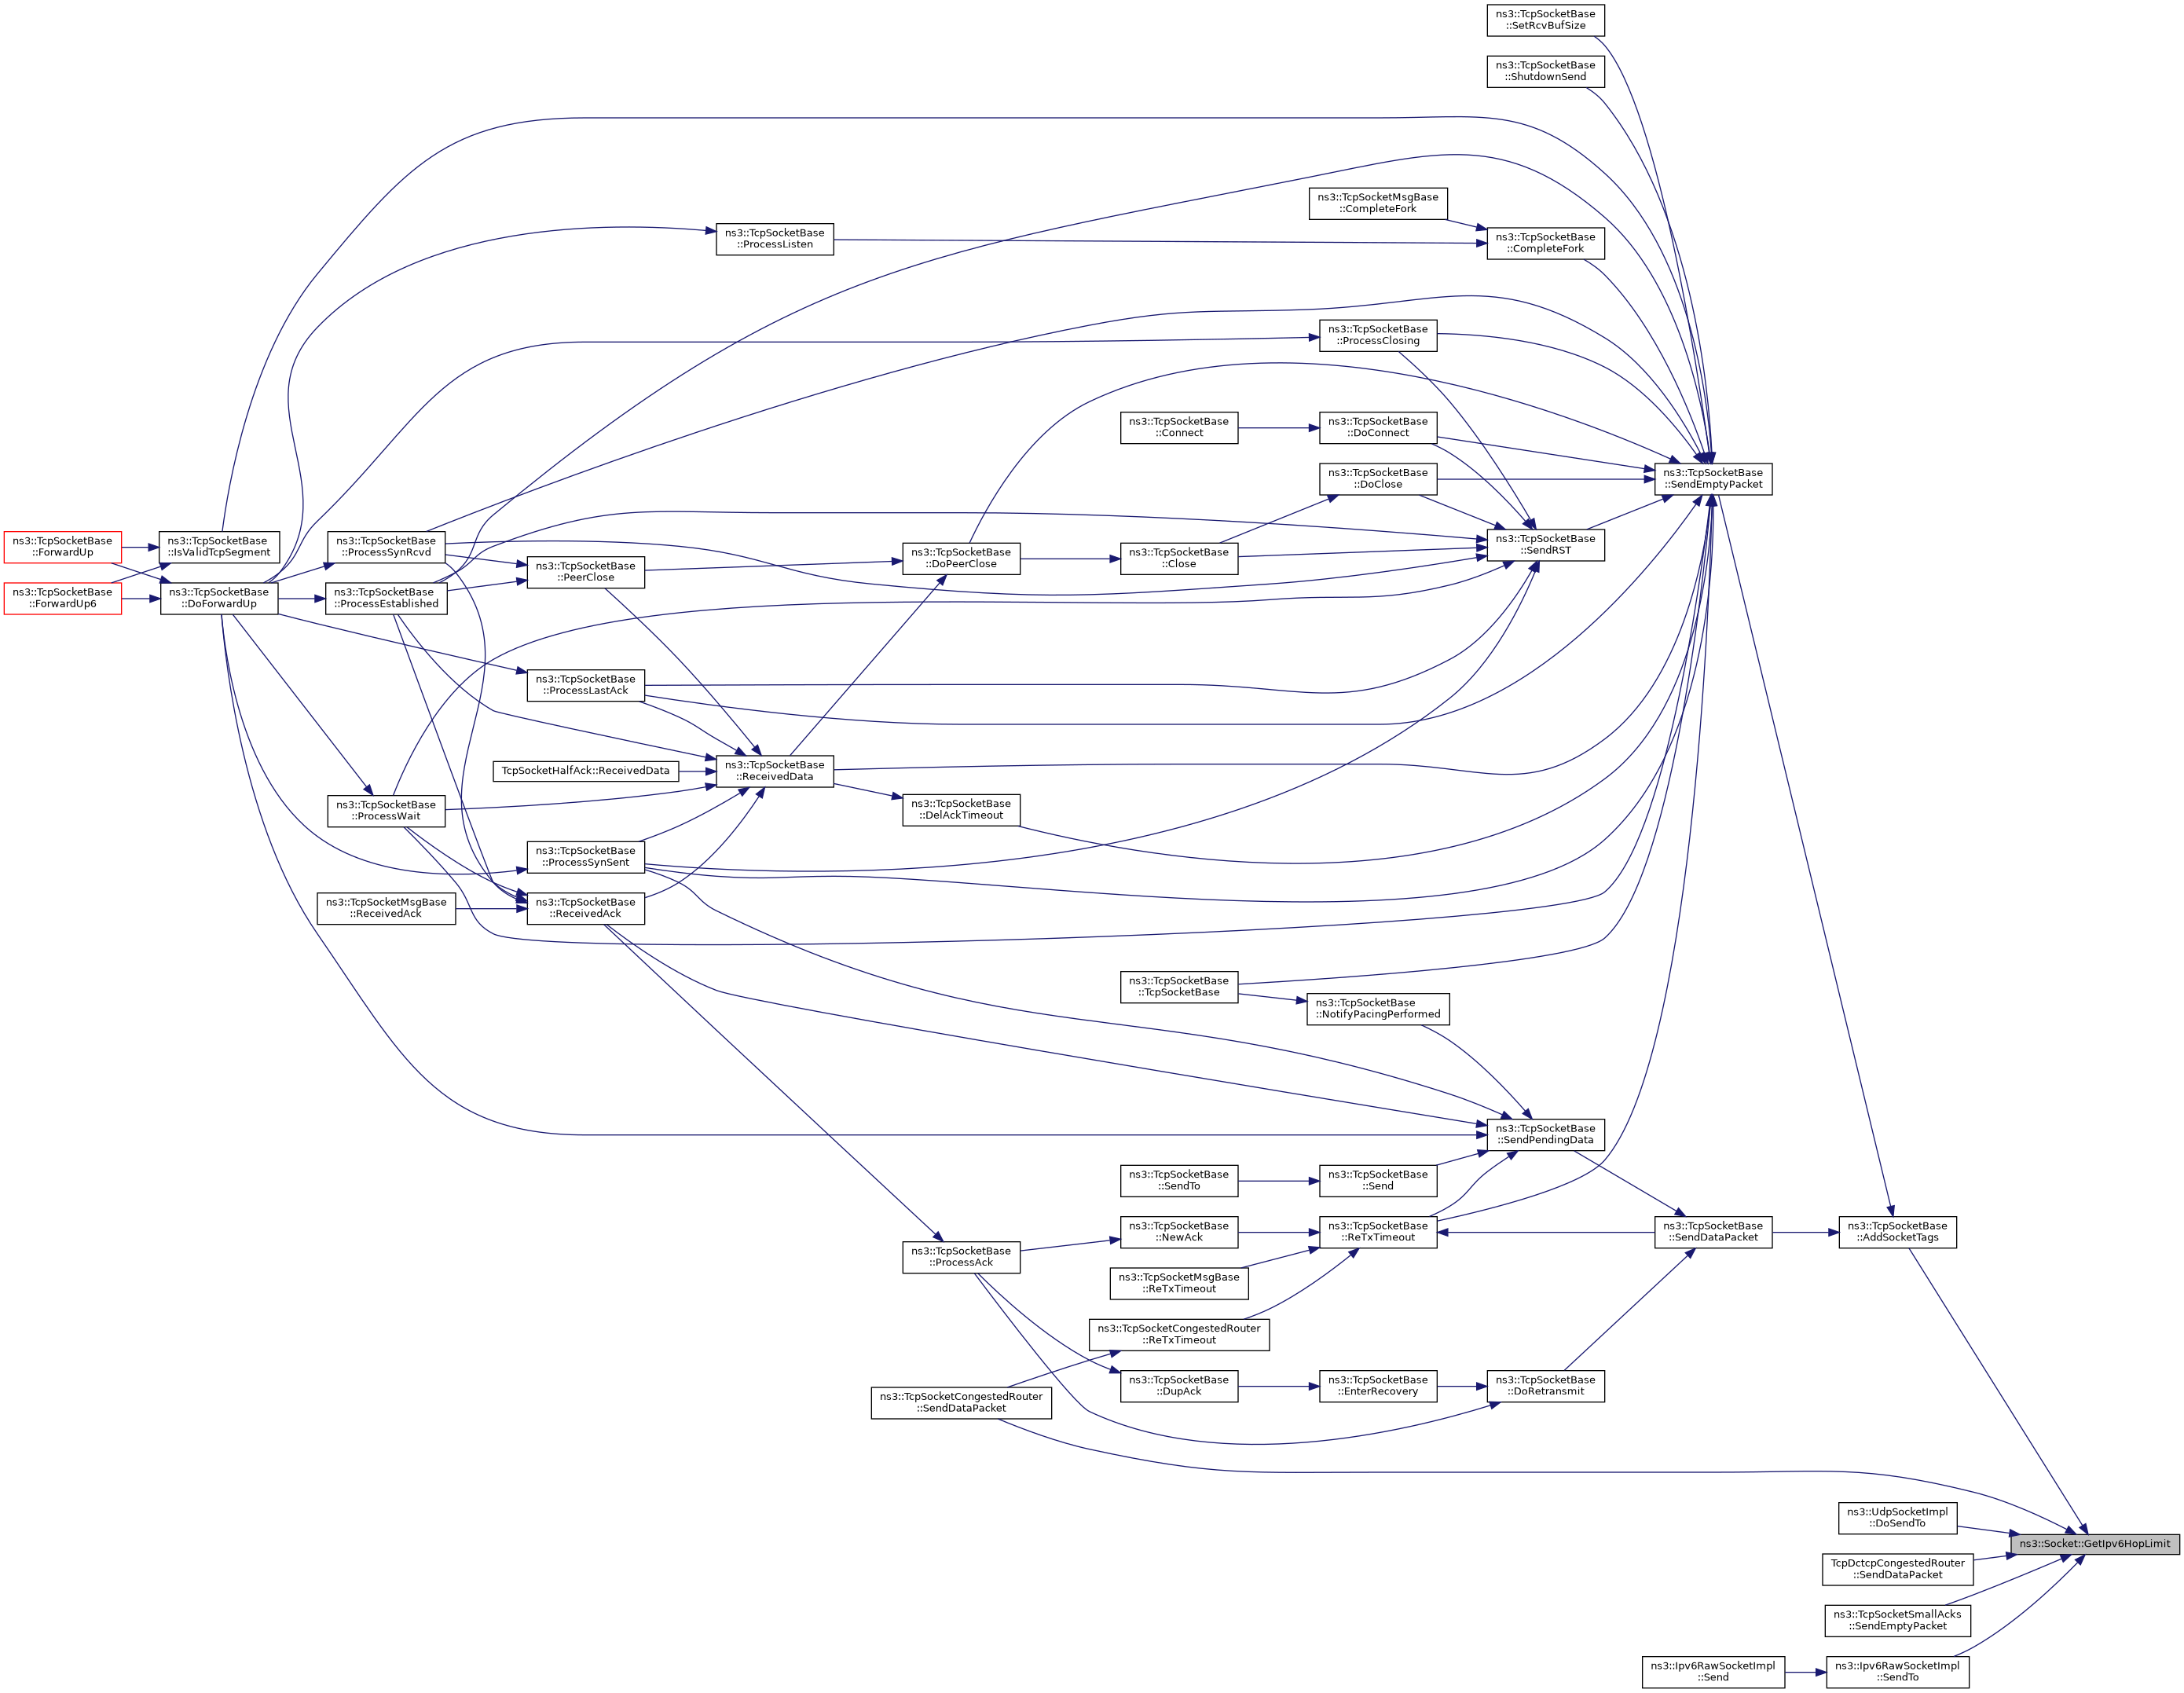 ns3::TcpSocketBase
::SetRcvBufSize
ns3::TcpSocketBase
::ShutdownSend
ns3::TcpSocketMsgBase
::CompleteFork
ns3::TcpSocketBase
::ProcessListen
ns3::TcpSocketBase
::CompleteFork
ns3::TcpSocketBase
::ProcessClosing
ns3::TcpSocketBase
::Connect
ns3::TcpSocketBase
::DoConnect
ns3::TcpSocketBase
::DoClose
ns3::TcpSocketBase
::SendEmptyPacket
ns3::TcpSocketBase
::ForwardUp
ns3::TcpSocketBase
::IsValidTcpSegment
ns3::TcpSocketBase
::ProcessSynRcvd
ns3::TcpSocketBase
::PeerClose
ns3::TcpSocketBase
::DoPeerClose
ns3::TcpSocketBase
::Close
ns3::TcpSocketBase
::SendRST
ns3::TcpSocketBase
::ForwardUp6
ns3::TcpSocketBase
::DoForwardUp
ns3::TcpSocketBase
::ProcessEstablished
ns3::TcpSocketBase
::ProcessLastAck
TcpSocketHalfAck::ReceivedData
ns3::TcpSocketBase
::ReceivedData
ns3::TcpSocketBase
::ProcessWait
ns3::TcpSocketBase
::DelAckTimeout
ns3::TcpSocketBase
::ProcessSynSent
ns3::TcpSocketMsgBase
::ReceivedAck
ns3::TcpSocketBase
::ReceivedAck
ns3::TcpSocketBase
::TcpSocketBase
ns3::TcpSocketBase
::NotifyPacingPerformed
ns3::TcpSocketBase
::SendPendingData
ns3::TcpSocketBase
::SendTo
ns3::TcpSocketBase
::Send
ns3::TcpSocketBase
::ProcessAck
ns3::TcpSocketBase
::NewAck
ns3::TcpSocketBase
::ReTxTimeout
ns3::TcpSocketBase
::SendDataPacket
ns3::TcpSocketBase
::AddSocketTags
ns3::TcpSocketMsgBase
::ReTxTimeout
ns3::TcpSocketCongestedRouter
::ReTxTimeout
ns3::TcpSocketCongestedRouter
::SendDataPacket
ns3::TcpSocketBase
::DupAck
ns3::TcpSocketBase
::EnterRecovery
ns3::TcpSocketBase
::DoRetransmit
ns3::UdpSocketImpl
::DoSendTo
ns3::Socket::GetIpv6HopLimit
TcpDctcpCongestedRouter
::SendDataPacket
ns3::TcpSocketSmallAcks
::SendEmptyPacket
ns3::Ipv6RawSocketImpl
::Send
ns3::Ipv6RawSocketImpl
::SendTo